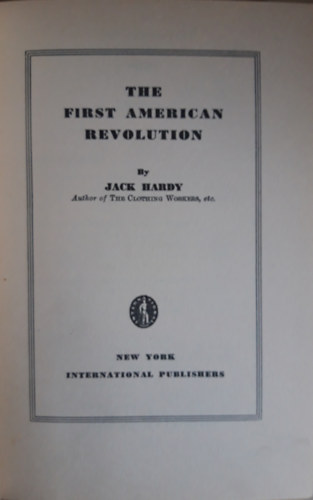 THE
FIRST AMERICAN
REVOLUTION
By
JACK HARDY
Author of THE CLOTHING WORKERS, etc.
NEW YORK
INTERNATIONAL PUBLISHERS